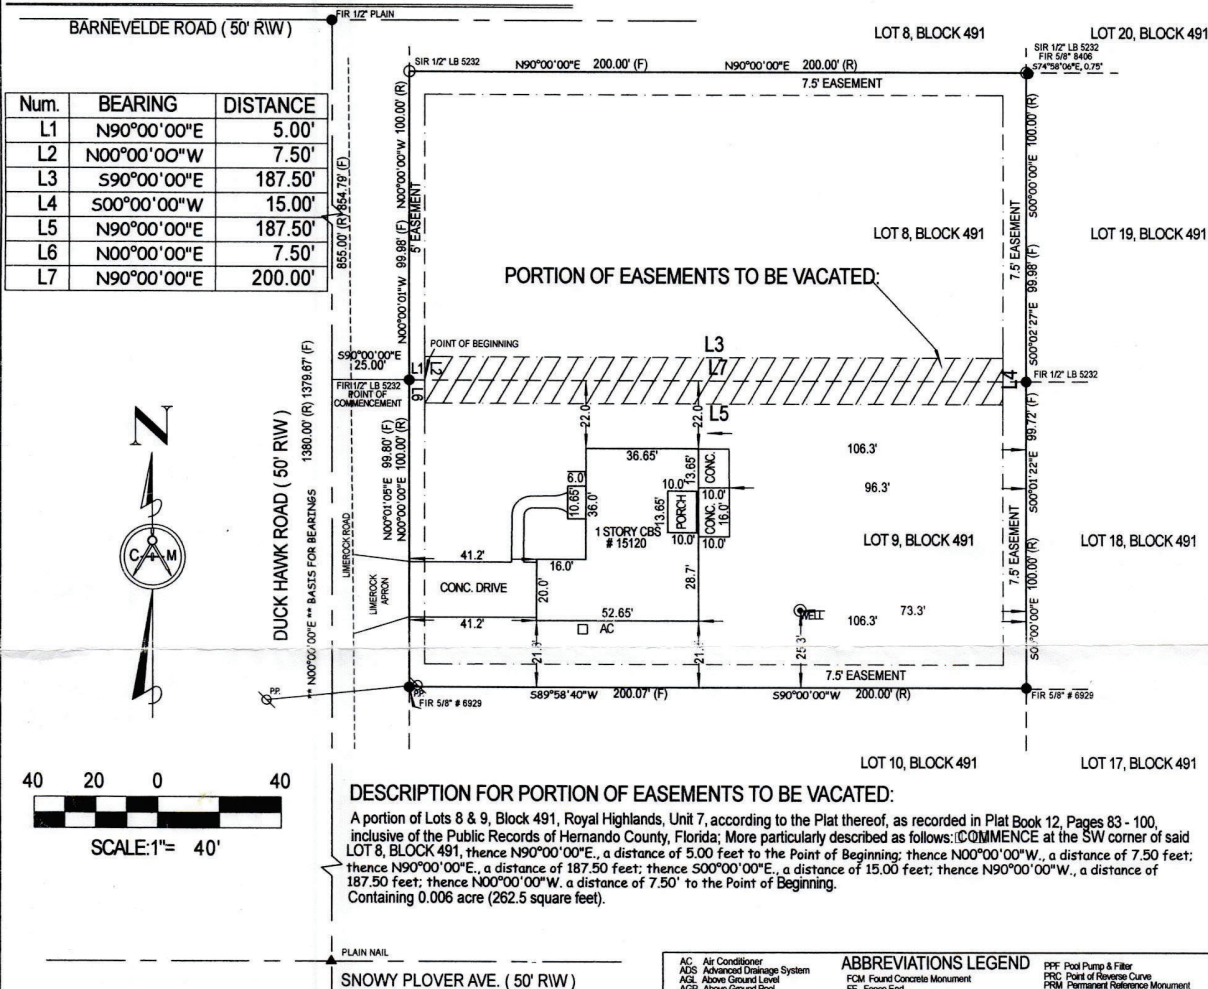 BARNEVELDE ROAD ( 50' R\W )
FIR 1/2" PLAIN
LOT 8, BLOCK 491
LOT 20, BLOCK 491
SIR 1/2" LB 5232
N90°00'00"E 200.00' (F)
N90°00'00"E 200.00' (R)
SIR 1/2" LB 5232
FIR 5/8" 8406
S74°58'06"E, 0.75'
7.5' EASEMENT
Num. BEARING DISTANCE
L1 N90°00'00"E 5.00'
L2 N00°00'00"W 7.50'
L3 S90°00'00"E 187.50'
L4 S00°00'00"W 15.00'
L5 N90°00'00"E 187.50'
L6 N00°00'00"E 7.50'
L7 N90°00'00"E 200.00'
855.00' (R) 854.79' (F)
N00°00'01"W 99.98' (F) N00°00'00"W 100.00' (R)
5' EASEMENT
7.5' EASEMENT
S00°02'27"E 99.98' (F) S00°00'00"E 100.00' (R)
LOT 8, BLOCK 491
LOT 19, BLOCK 491
PORTION OF EASEMENTS TO BE VACATED:
S90°00'00"E
25.00'
POINT OF BEGINNING
L3
L1
L2
L7
L4
L6
L5
FIR 1/2" LB 5232
FIR 1/2" LB 5232
POINT OF
COMMENCEMENT
22.0'
22.0'
N
DUCK HAWK ROAD ( 50' R\W )
1380.00' (R) 1379.67' (F)
** N00°00'00"E ** BASIS FOR BEARINGS
LIMEROCK ROAD
N00°01'05"E 99.80' (F)
N00°00'00"E 100.00' (R)
36.65'
13.65'
CONC.
106.3'
6.0'
10.65'
36.0'
10.0'
10.0'
96.3'
13.65'
PORCH
CONC.
16.0'
10.0'
10.0'
1 STORY CBS
# 15120
S00°01'22"E 99.72' (F)
S00°00'00"E 100.00' (R)
7.5' EASEMENT
LOT 9, BLOCK 491
LOT 18, BLOCK 491
C M
41.2'
16.0'
LIMEROCK
APRON
CONC. DRIVE
20.0'
28.7'
52.65'
41.2'
AC
WELL
73.3'
106.3'
7.5' EASEMENT
P.P.
P.P.
FIR 5/8" # 6929
S89°58'40"W 200.07' (F)
S90°00'00"W 200.00' (R)
FIR 5/8" # 6929
LOT 10, BLOCK 491
LOT 17, BLOCK 491
40 20 0 40
SCALE:1"= 40'
DESCRIPTION FOR PORTION OF EASEMENTS TO BE VACATED:
A portion of Lots 8 & 9, Block 491, Royal Highlands, Unit 7, according to the Plat thereof, as recorded in Plat Book 12, Pages 83 - 100,
inclusive of the Public Records of Hernando County, Florida; More particularly described as follows: COMMENCE at the SW corner of said
LOT 8, BLOCK 491, thence N90°00'00"E., a distance of 5.00 feet to the Point of Beginning; thence N00°00'00"W., a distance of 7.50 feet;
thence N90°00'00"E., a distance of 187.50 feet; thence S00°00'00"E., a distance of 15.00 feet; thence N90°00'00"W., a distance of
187.50 feet; thence N00°00'00"W. a distance of 7.50' to the Point of Beginning.
Containing 0.006 acre (262.5 square feet).
PLAIN NAIL
SNOWY PLOVER AVE. ( 50' R\W )
ABBREVIATIONS LEGEND
AC Air Conditioner
ADS Advanced Drainage System
AGL Above Ground Level
AGP Above Ground Pool
FCM Found Concrete Monument
FE Fence End
PPF Pool Pump & Filter
PRC Point of Reverse Curve
PRM Permanent Reference Monument